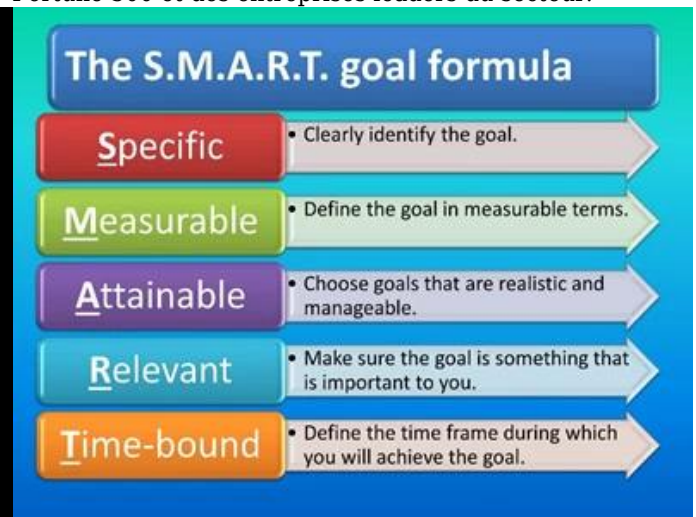 The S.M.A.R.T. goal formula
Specific
• Clearly identify the goal.
Measurable
• Define the goal in measurable terms.
Attainable
• Choose goals that are realistic and
manageable.
Relevant
• Make sure the goal is something that
is important to you.
Time-bound
• Define the time frame during which
you will achieve the goal.